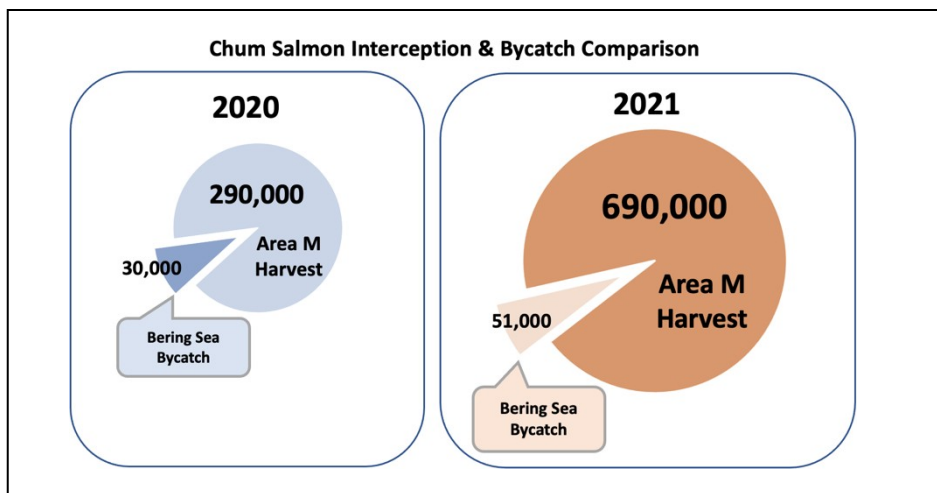 Chum Salmon Interception & Bycatch Comparison
2020
290,000
Area M
Harvest
30,000
Bering Sea
Bycatch
2021
690,000
Area M
Harvest
51,000
Bering Sea
Bycatch